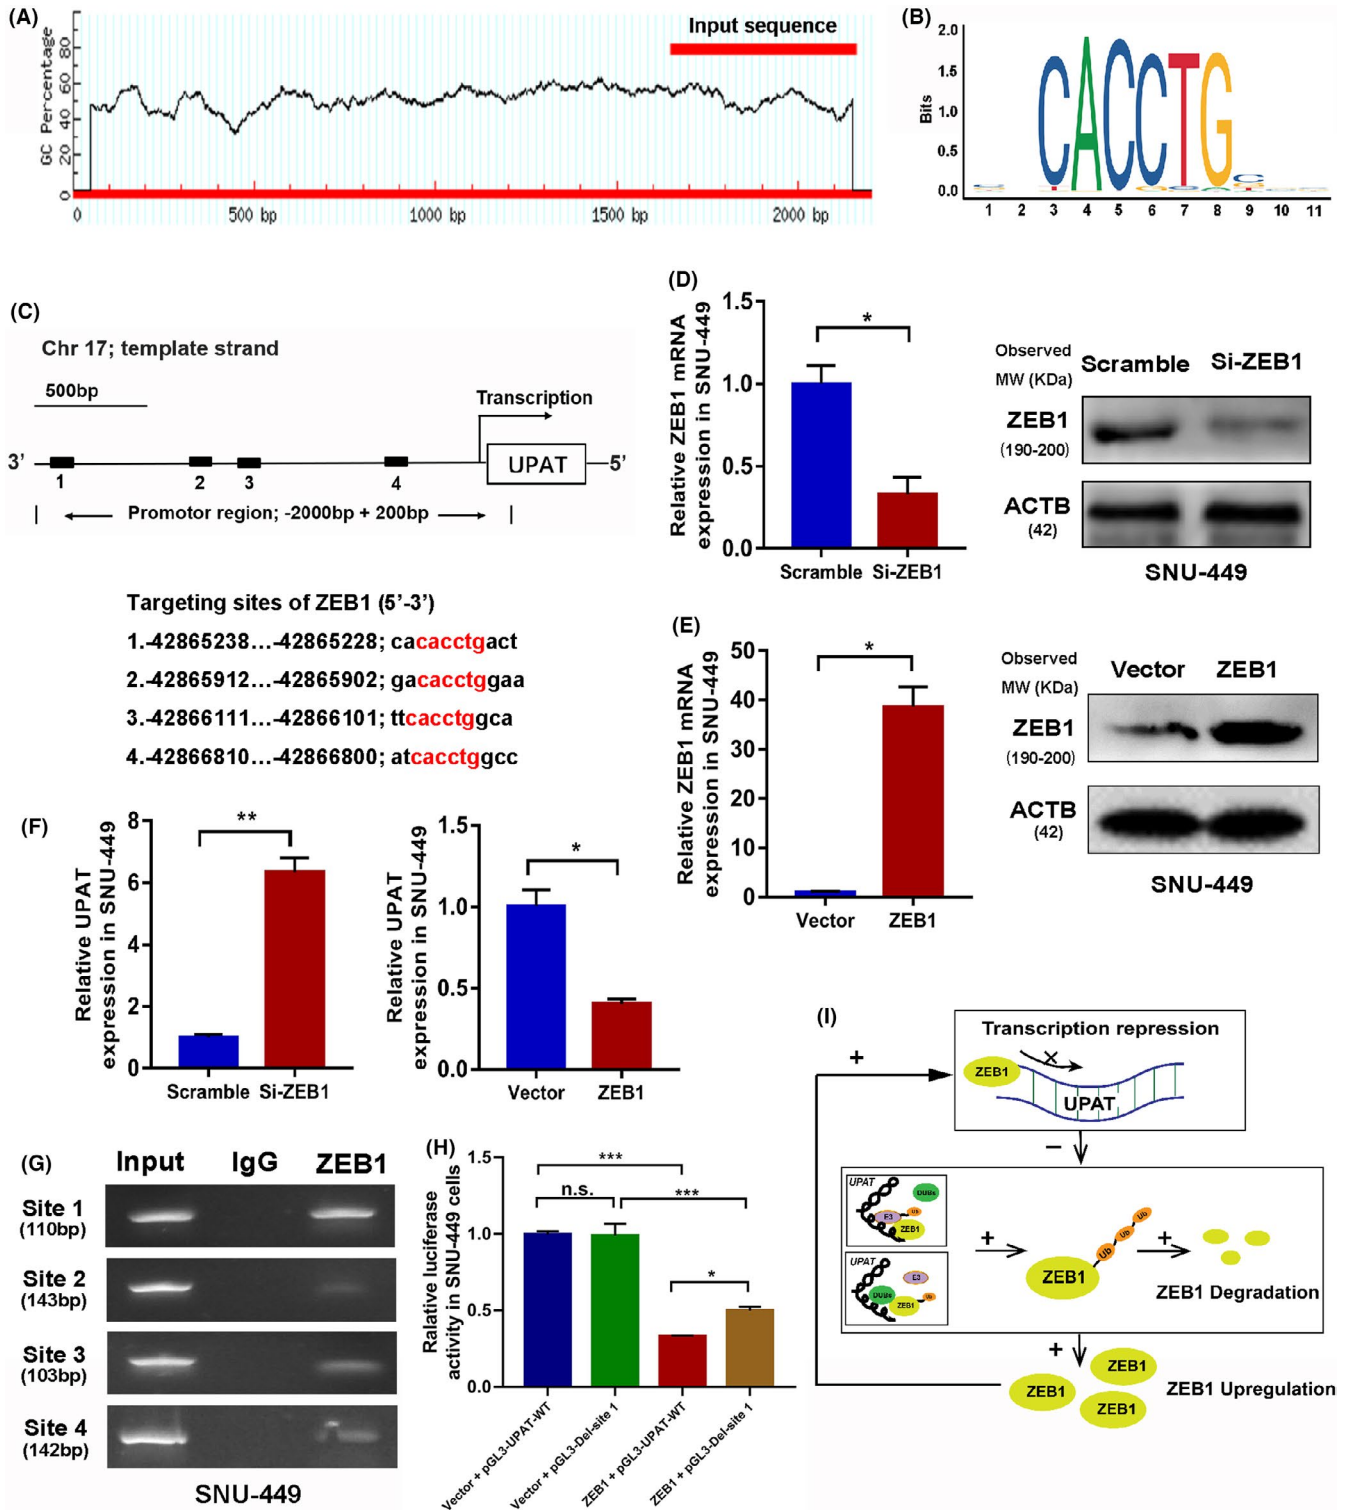 (A)
Input sequence
GC Percentage
0 20 40 60 80
0 500 bp 1000 bp 1500 bp 2000 bp
(B)
Bits
2.0
1.5
1.0
0.5
0.0
CACCTG
1 2 3 4 5 6 7 8 9 10 11
(C)
Chr 17; template strand
500bp
Transcription
3’ UPAT 5’
1 2 3 4
Promotor region; -2000bp + 200bp
Targeting sites of ZEB1 (5’-3’)
1.-42865238...-42865228; cacacctgact
2.-42865912...-42865902; gacacctggaa
3.-42866111...-42866101; ttcacctggca
4.-42866810...-42866800; atcacctggcc
(D)
Relative ZEB1 mRNA
expression in SNU-449
1.5
1.0
0.5
0.0
*
Scramble Si-ZEB1
Observed
MW (KDa)
Scramble Si-ZEB1
ZEB1
(190-200)
ACTB
(42)
SNU-449
(E)
Relative ZEB1 mRNA
expression in SNU-449
50
40
30
20
10
0
*
Vector ZEB1
Observed
MW (KDa)
Vector ZEB1
ZEB1
(190-200)
ACTB
(42)
SNU-449
(F)
Relative UPAT
expression in SNU-449
8
6
4
2
0
**
Scramble Si-ZEB1
Relative UPAT
expression in SNU-449
1.5
1.0
0.5
0.0
*
Vector ZEB1
(G)
Input IgG ZEB1
Site 1
(110bp)
Site 2
(143bp)
Site 3
(103bp)
Site 4
(142bp)
SNU-449
(H)
Ralative luciferase
activity in SNU-449 cells
1.5
1.0
0.5
0.0
***
n.s.
***
*
Vector + pGL3-UPAT-WT
Vector + pGL3-Del-site 1
ZEB1 + pGL3-UPAT-WT
ZEB1 + pGL3-Del-site 1
(I)
Transcription repression
+
ZEB1
×
UPAT
−
UPAT
DUBs
E3
Ub
ZEB1
UPAT
E3
DUBs
ZEB1
Ub
+
ZEB1
Ub
Ub
Ub
+
ZEB1 Degradation
+
ZEB1
ZEB1
ZEB1
ZEB1 Upregulation